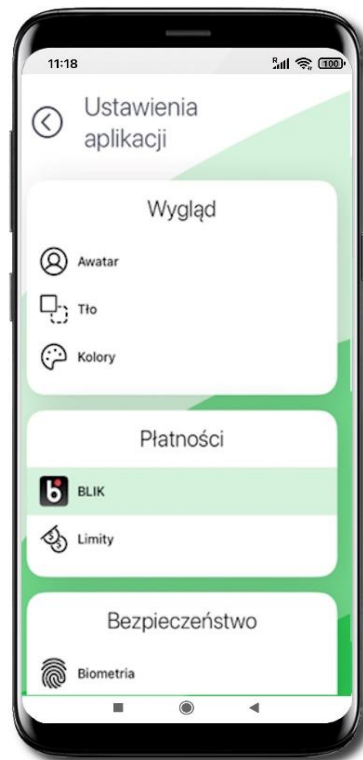 11:18
R
100
Ustawienia
aplikacji
Wygląd
Awatar
Tło
Kolory
Płatności
BLIK
Limity
Bezpieczeństwo
Biometria